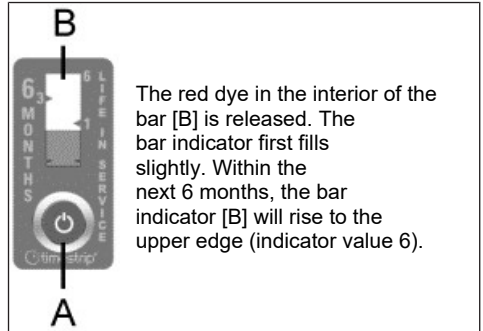 B
6 MONTHS
3
6
1
LIFE IN SERVICE
timestrip
A
The red dye in the interior of the
bar [B] is released. The
bar indicator first fills
slightly. Within the
next 6 months, the bar
indicator [B] will rise to the
upper edge (indicator value 6).